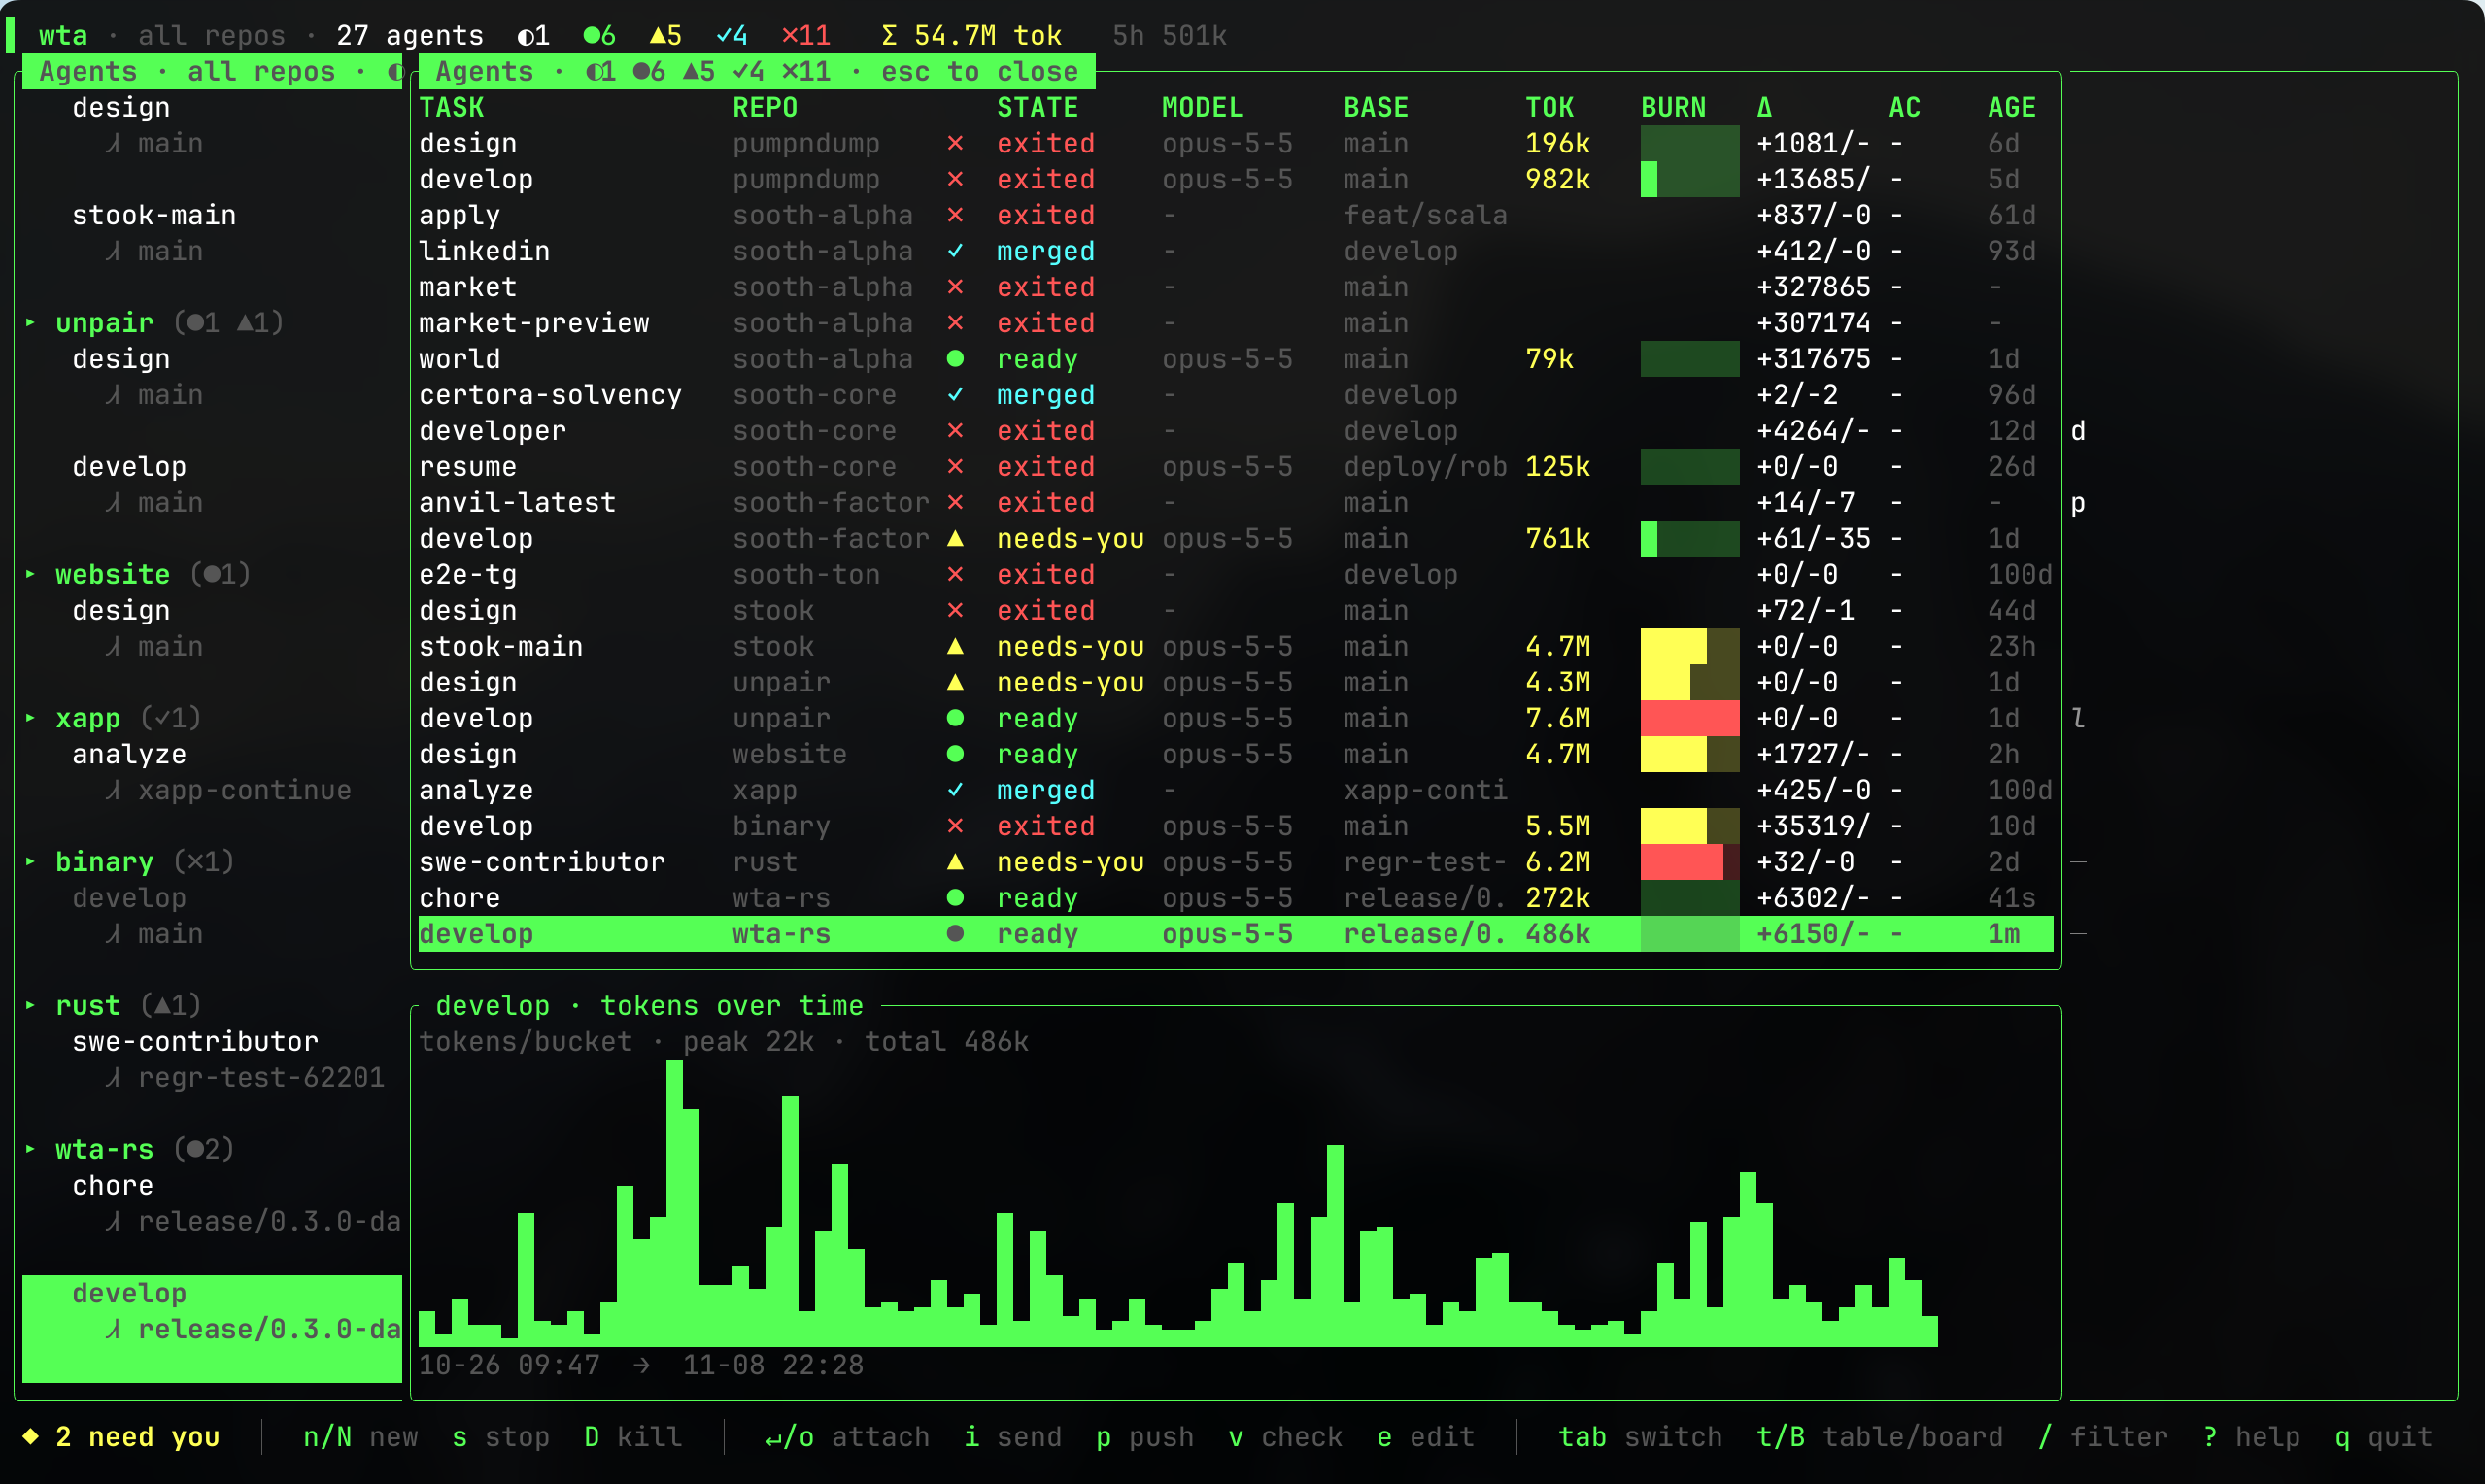 wta · all repos · 27 agents ◐1 ●6 ▲5 ✓4 ×11 Σ 54.7M tok 5h 501k
Agents · all repos · ◐
design
main
stook-main
main
▸ unpair (●1 ▲1)
design
main
develop
main
▸ website (●1)
design
main
▸ xapp (✓1)
analyze
xapp-continue
▸ binary (×1)
develop
main
▸ rust (▲1)
swe-contributor
regr-test-62201
▸ wta-rs (●2)
chore
release/0.3.0-da
develop
release/0.3.0-da
Agents · ◐1 ●6 ▲5 ✓4 ×11 · esc to close
TASK REPO STATE MODEL BASE TOK BURN Δ AC AGE
design pumpndump × exited opus-5-5 main 196k +1081/- - 6d
develop pumpndump × exited opus-5-5 main 982k +13685/ - 5d
apply sooth-alpha × exited - feat/scala +837/-0 - 61d
linkedin sooth-alpha ✓ merged - develop +412/-0 - 93d
market sooth-alpha × exited - main +327865 - -
market-preview sooth-alpha × exited - main +307174 - -
world sooth-alpha ● ready opus-5-5 main 79k +317675 - 1d
certora-solvency sooth-core ✓ merged - develop +2/-2 - 96d
developer sooth-core × exited - develop +4264/- - 12d
resume sooth-core × exited opus-5-5 deploy/rob 125k +0/-0 - 26d
anvil-latest sooth-factor × exited - main +14/-7 - -
develop sooth-factor ▲ needs-you opus-5-5 main 761k +61/-35 - 1d
e2e-tg sooth-ton × exited - develop +0/-0 - 100d
design stook × exited - main +72/-1 - 44d
stook-main stook ▲ needs-you opus-5-5 main 4.7M +0/-0 - 23h
design unpair ▲ needs-you opus-5-5 main 4.3M +0/-0 - 1d
develop unpair ● ready opus-5-5 main 7.6M +0/-0 - 1d
design website ● ready opus-5-5 main 4.7M +1727/- - 2h
analyze xapp ✓ merged - xapp-conti +425/-0 - 100d
develop binary × exited opus-5-5 main 5.5M +35319/ - 10d
swe-contributor rust ▲ needs-you opus-5-5 regr-test- 6.2M +32/-0 - 2d
chore wta-rs ● ready opus-5-5 release/0. 272k +6302/- - 41s
develop wta-rs ● ready opus-5-5 release/0. 486k +6150/- - 1m
d
p
l
develop · tokens over time
tokens/bucket · peak 22k · total 486k
10-26 09:47 → 11-08 22:28
◆ 2 need you │ n/N new s stop D kill │ ↵/o attach i send p push v check e edit │ tab switch t/B table/board / filter ? help q quit